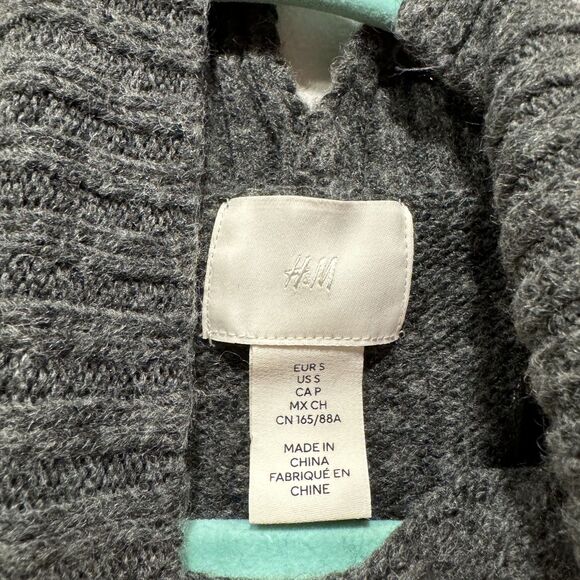 H&M
EUR S
US S
CA P
MX CH
CN 165/88A
MADE IN
CHINA
FABRIQUÉ EN
CHINE